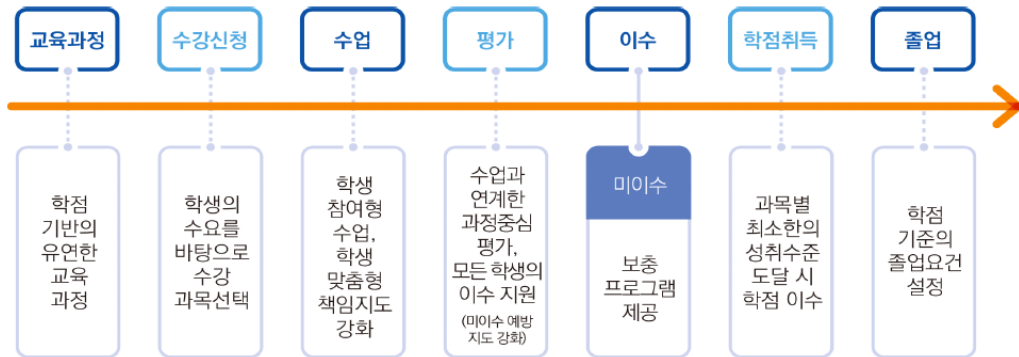 교육과정
수강신청
수업
평가
이수
학점취득
졸업
학점
기반의
유연한
교육
과정
학생의
수요를
바탕으로
수강
과목선택
학생
참여형
수업,
학생
맞춤형
책임지도
강화
수업과
연계한
과정중심
평가,
모든 학생의
이수 지원
(미이수 예방
지도 강화)
미이수
보충
프로그램
제공
과목별
최소한의
성취수준
도달 시
학점 이수
학점
기준의
졸업요건
설정